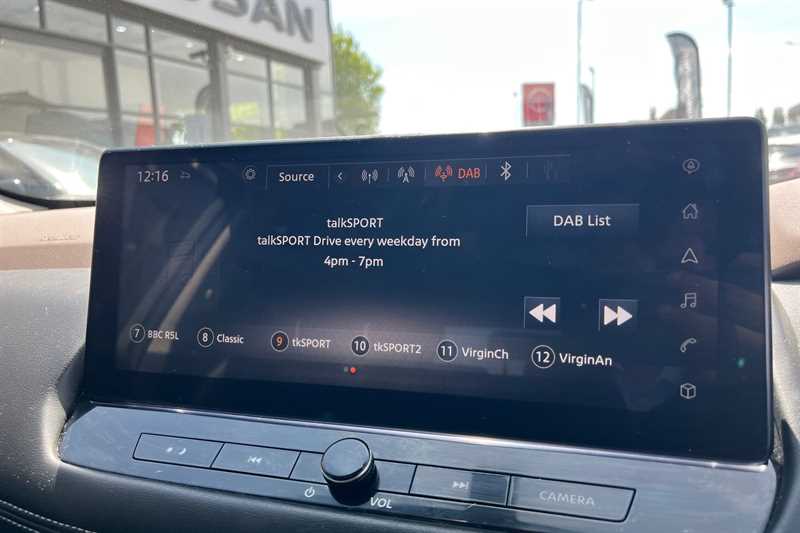 SSAN
12:16
Source
DAB
talkSPORT
talkSPORT Drive every weekday from
4pm - 7pm
DAB List
7 BBC R5L
8 Classic
9 tkSPORT
10 tkSPORT2
11 VirginCh
12 VirginAn
VOL
CAMERA